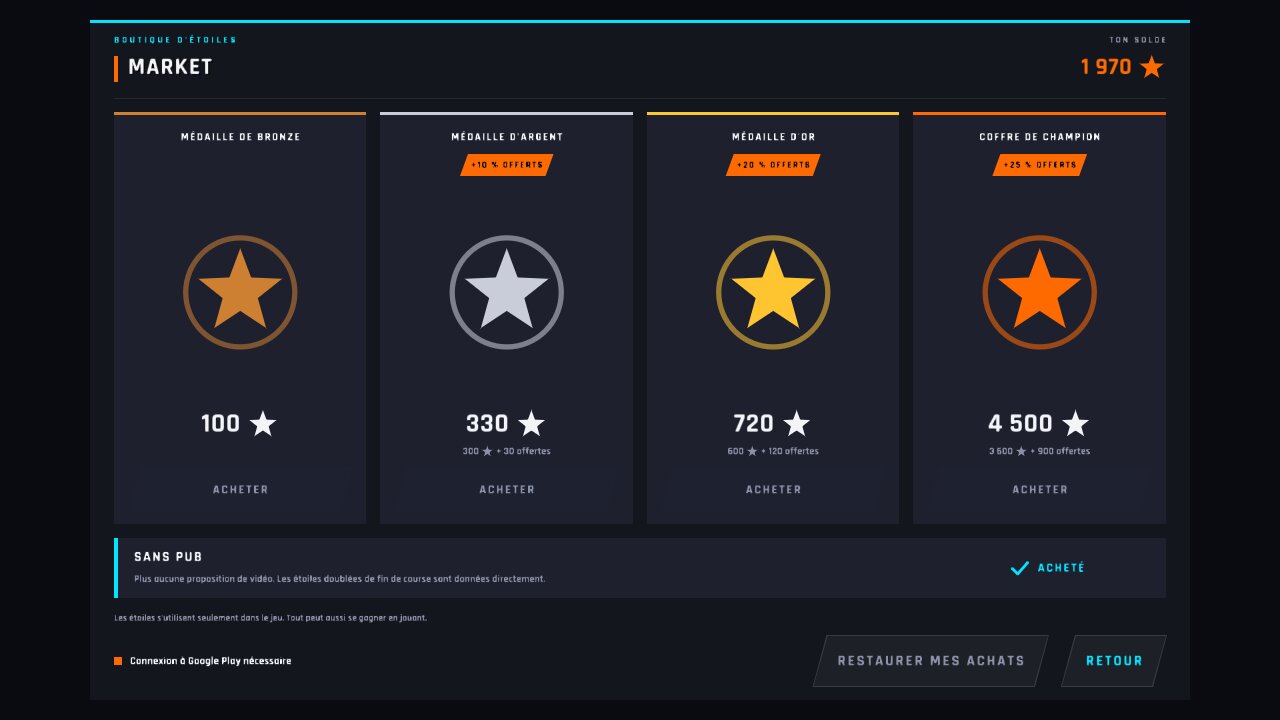 BOUTIQUE D'ÉTOILES
TON SOLDE
MARKET
1 970
MÉDAILLE DE BRONZE
MÉDAILLE D'ARGENT
MÉDAILLE D'OR
COFFRE DE CHAMPION
+10 % OFFERTS
+20 % OFFERTS
+25 % OFFERTS
100
330
720
4 500
300 ★ + 30 offertes
600 ★ + 120 offertes
3 600 ★ + 900 offertes
ACHETER
ACHETER
ACHETER
ACHETER
SANS PUB
Plus aucune proposition de vidéo. Les étoiles doublées de fin de course sont données directement.
ACHETÉ
Les étoiles s'utilisent seulement dans le jeu. Tout peut aussi se gagner en jouant.
Connexion à Google Play nécessaire
RESTAURER MES ACHATS
RETOUR